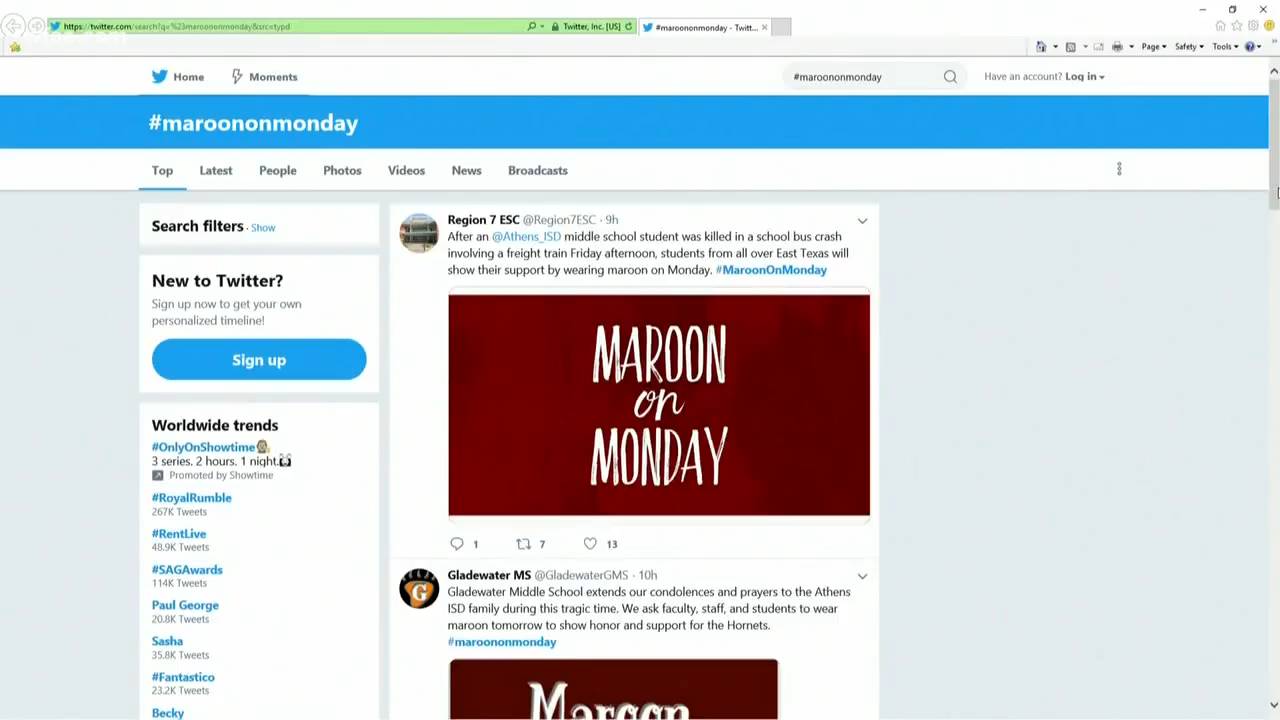 https://twitter.com/search?q=%23maroononmonday&src=typd
Twitter, Inc. [US]
#maroononmonday - Twitt...
Page
Safety
Tools
Home
Moments
#maroononmonday
Have an account? Log in
#maroononmonday
Top
Latest
People
Photos
Videos
News
Broadcasts
Search filters · Show
New to Twitter?
Sign up now to get your own
personalized timeline!
Sign up
Worldwide trends
#OnlyOnShowtime
3 series. 2 hours. 1 night.
Promoted by Showtime
#RoyalRumble
267K Tweets
#RentLive
48.9K Tweets
#SAGAwards
114K Tweets
Paul George
20.8K Tweets
Sasha
35.8K Tweets
#Fantastico
23.2K Tweets
Becky
Region 7 ESC @Region7ESC · 9h
After an @Athens_ISD middle school student was killed in a school bus crash
involving a freight train Friday afternoon, students from all over East Texas will
show their support by wearing maroon on Monday. #MaroonOnMonday
MAROON
on
MONDAY
1
7
13
Gladewater MS @GladewaterGMS · 10h
Gladewater Middle School extends our condolences and prayers to the Athens
ISD family during this tragic time. We ask faculty, staff, and students to wear
maroon tomorrow to show honor and support for the Hornets.
#maroononmonday
G
Maroon